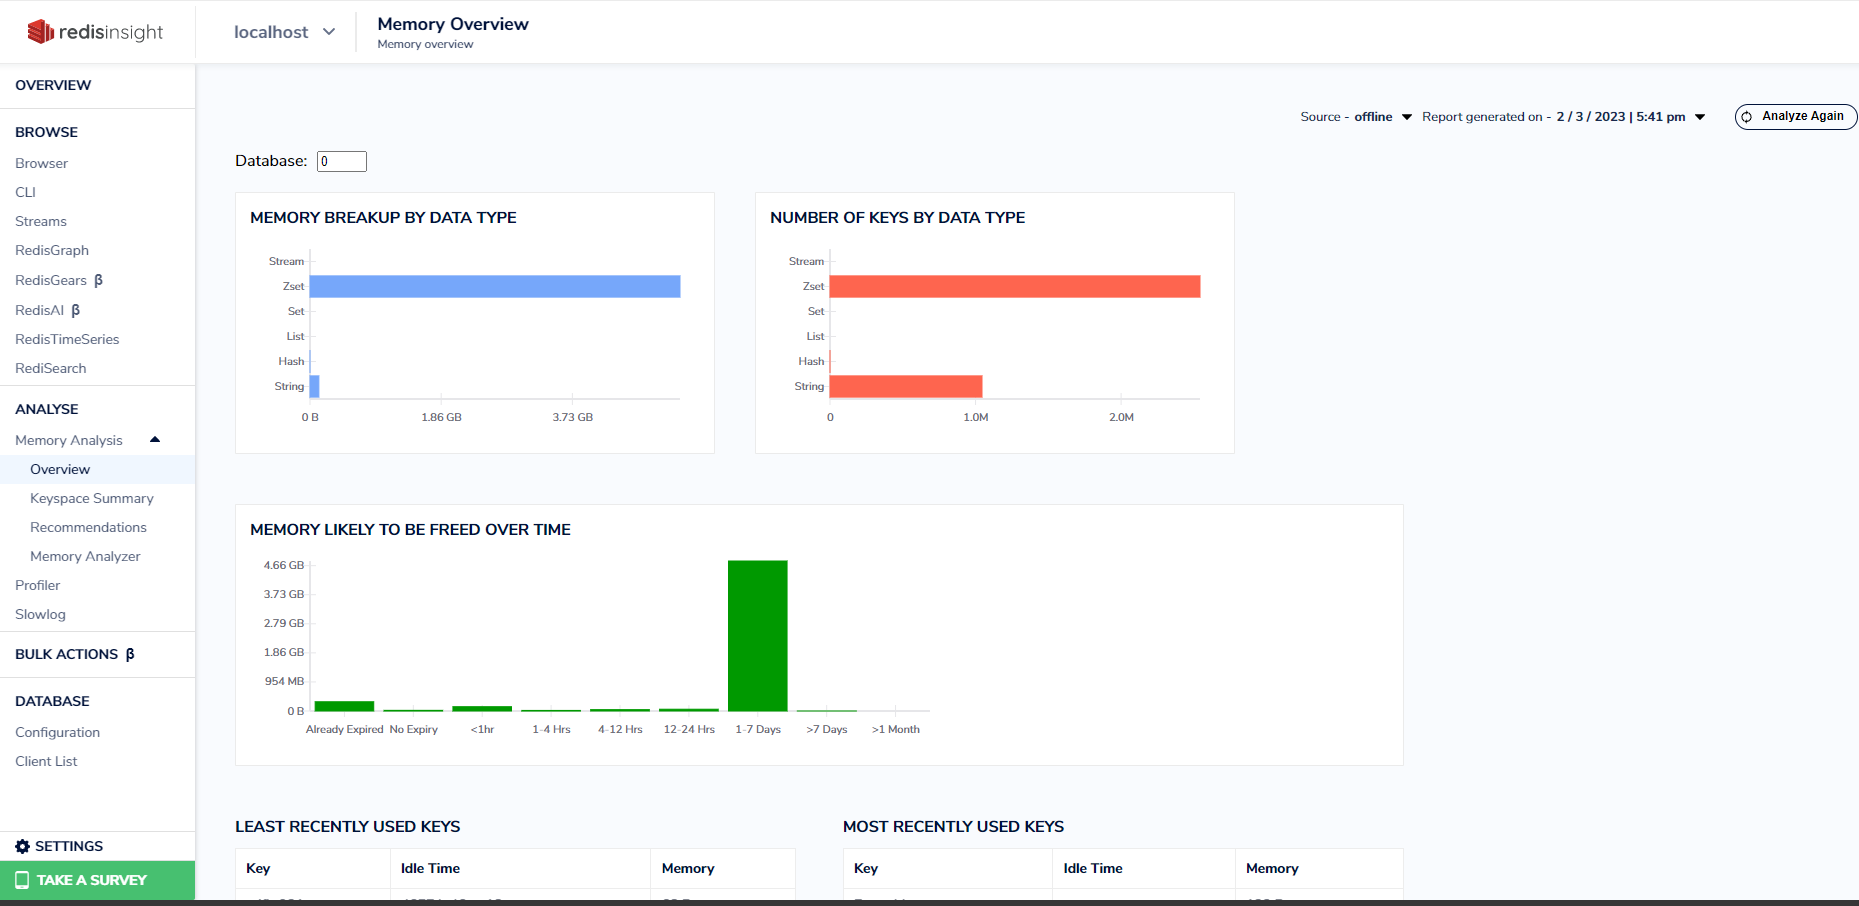 redisinsight
localhost
Memory Overview
Memory overview
OVERVIEW
BROWSE
Browser
CLI
Streams
RedisGraph
RedisGears β
RedisAI β
RedisTimeSeries
RediSearch
ANALYSE
Memory Analysis
Overview
Keyspace Summary
Recommendations
Memory Analyzer
Profiler
Slowlog
BULK ACTIONS β
DATABASE
Configuration
Client List
SETTINGS
TAKE A SURVEY
Source - offline Report generated on - 2 / 3 / 2023 | 5:41 pm Analyze Again
Database: 0
MEMORY BREAKUP BY DATA TYPE
Stream
Zset
Set
List
Hash
String
0 B 1.86 GB 3.73 GB
NUMBER OF KEYS BY DATA TYPE
Stream
Zset
Set
List
Hash
String
0 1.0M 2.0M
MEMORY LIKELY TO BE FREED OVER TIME
4.66 GB
3.73 GB
2.79 GB
1.86 GB
954 MB
0 B
Already Expired No Expiry <1hr 1-4 Hrs 4-12 Hrs 12-24 Hrs 1-7 Days >7 Days >1 Month
LEAST RECENTLY USED KEYS
Key Idle Time Memory
MOST RECENTLY USED KEYS
Key Idle Time Memory